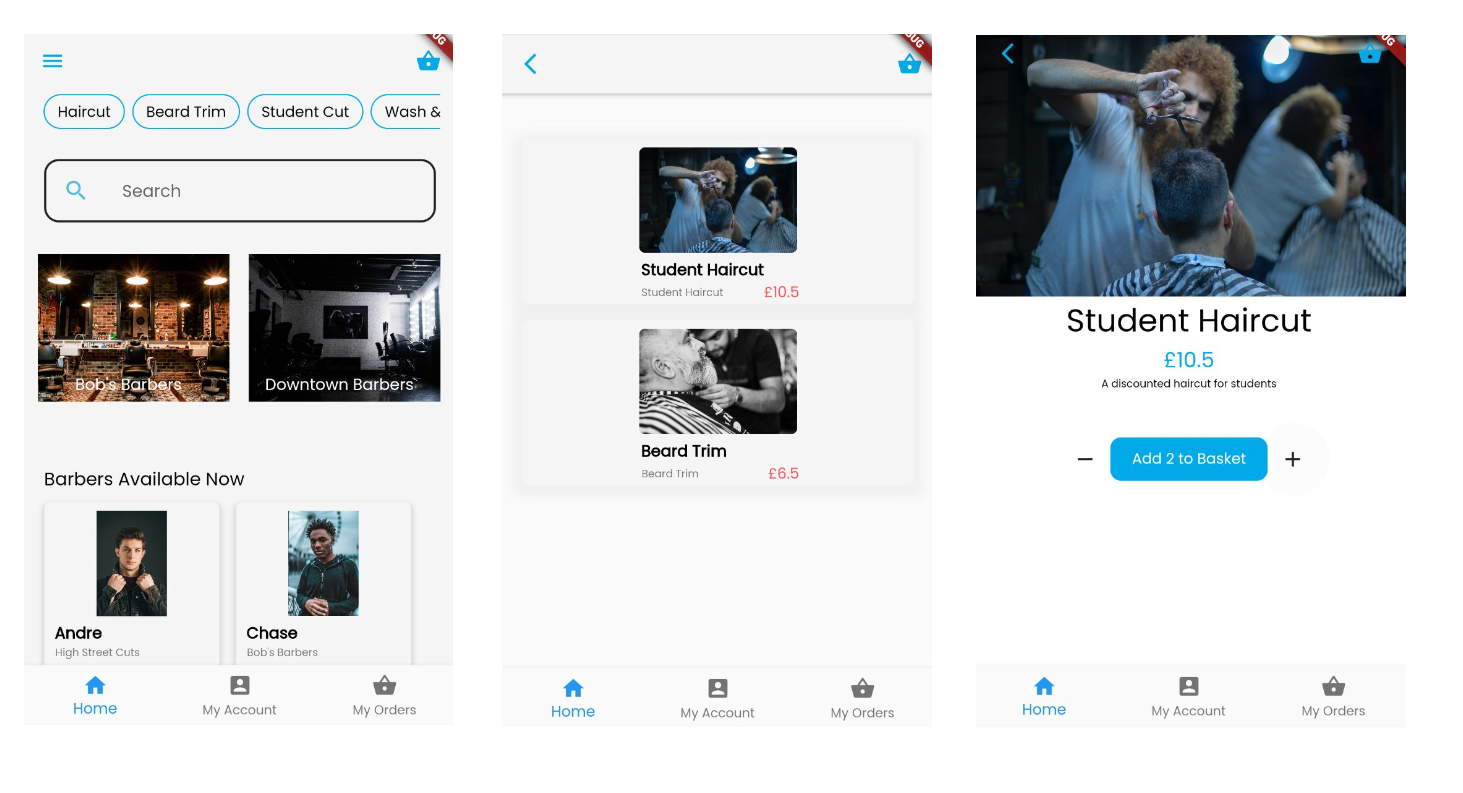 UG
Haircut
Beard Trim
Student Cut
Wash &
Search
Bob's Barbers
Downtown Barbers
Barbers Available Now
Andre
High Street Cuts
Chase
Bob's Barbers
Home
My Account
My Orders
UG
Student Haircut
Student Haircut £10.5
Beard Trim
Beard Trim £6.5
Home
My Account
My Orders
UG
Student Haircut
£10.5
A discounted haircut for students
− Add 2 to Basket +
Home
My Account
My Orders